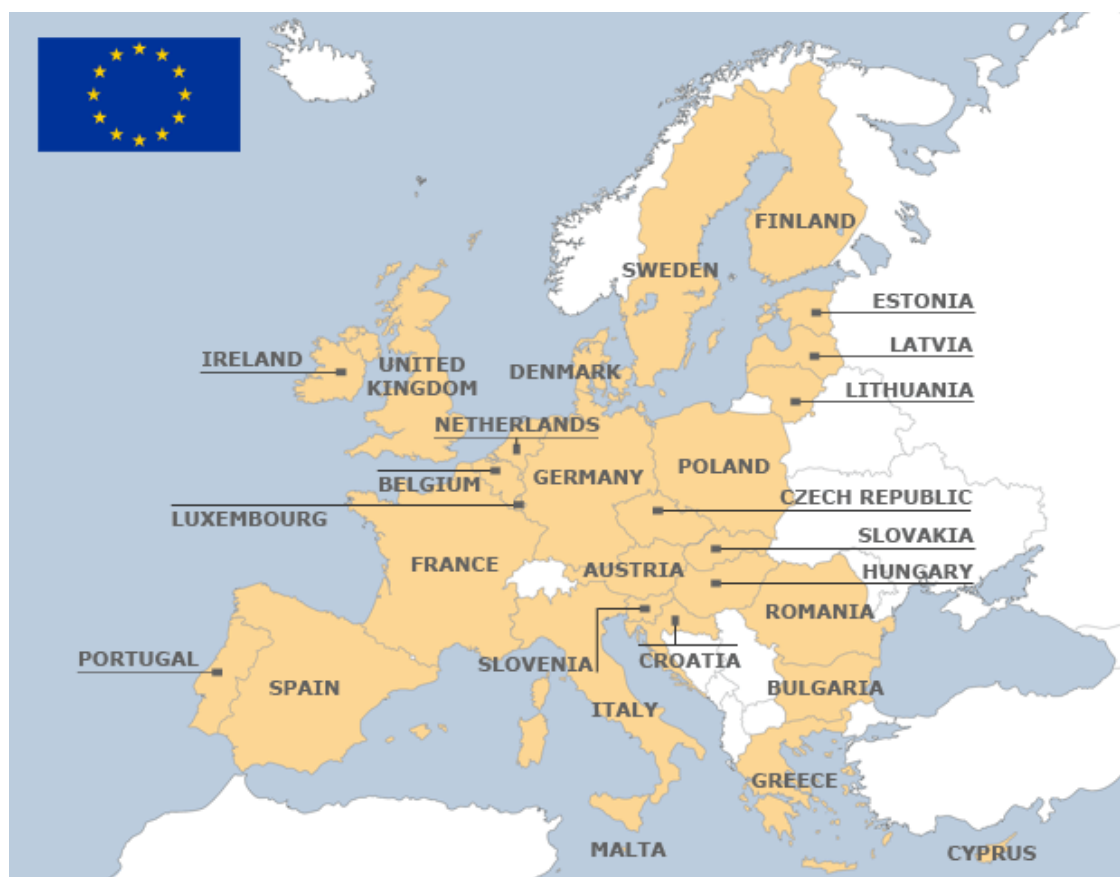 FINLAND
SWEDEN
ESTONIA
LATVIA
LITHUANIA
IRELAND
UNITED
KINGDOM
DENMARK
NETHERLANDS
BELGIUM
LUXEMBOURG
GERMANY
POLAND
CZECH REPUBLIC
SLOVAKIA
HUNGARY
FRANCE
AUSTRIA
ROMANIA
PORTUGAL
SPAIN
SLOVENIA
CROATIA
ITALY
BULGARIA
GREECE
MALTA
CYPRUS